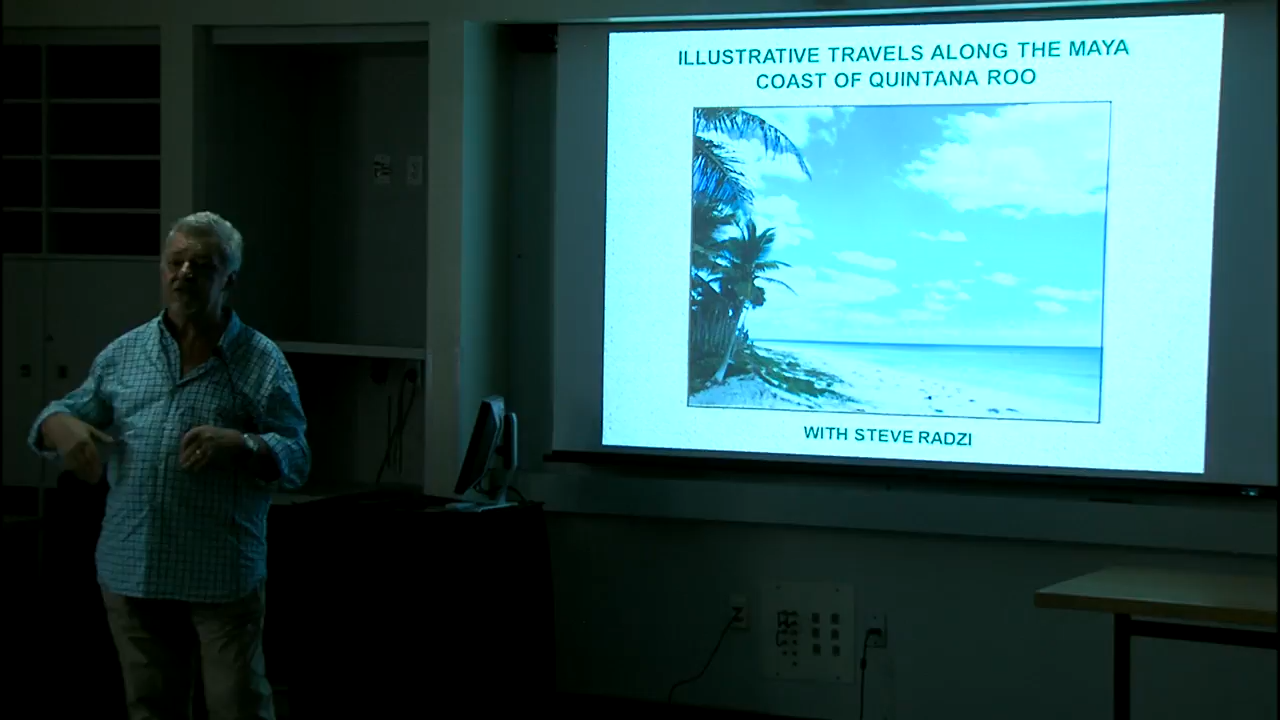 ILLUSTRATIVE TRAVELS ALONG THE MAYA
COAST OF QUINTANA ROO
WITH STEVE RADZI